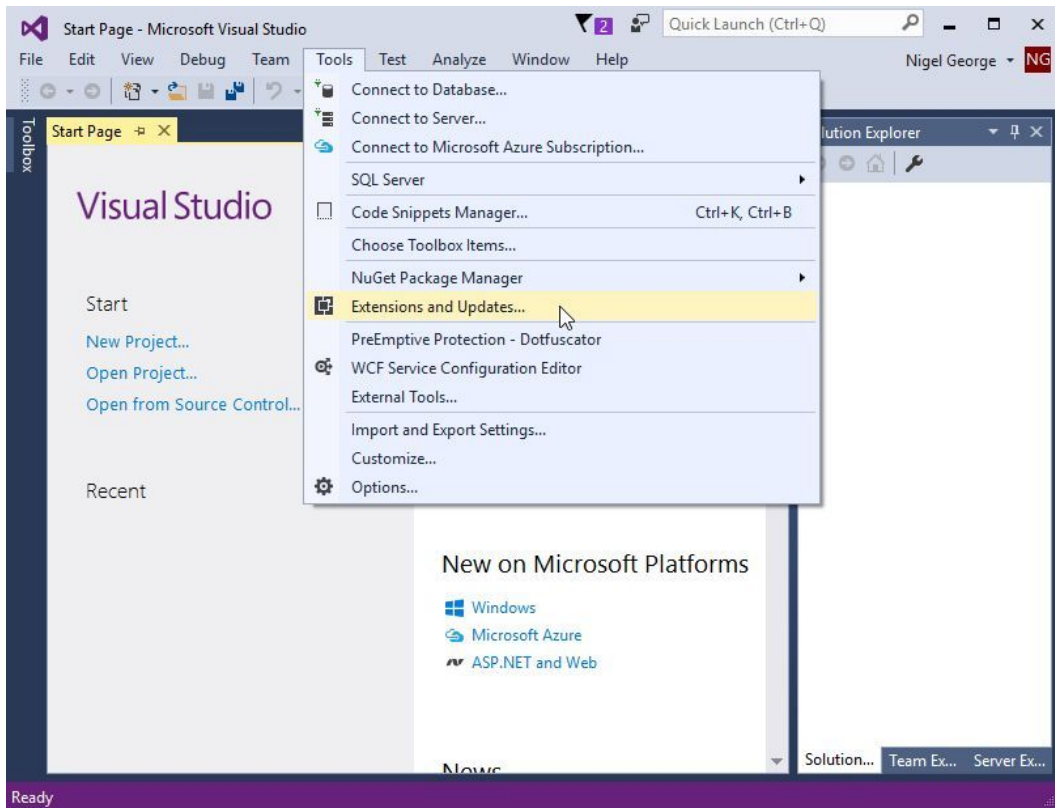 Start Page - Microsoft Visual Studio
2
Quick Launch (Ctrl+Q)
File Edit View Debug Team Tools Test Analyze Window Help
Nigel George
NG
Toolbox
Start Page
Visual Studio
Start
New Project...
Open Project...
Open from Source Control...
Recent
Connect to Database...
Connect to Server...
Connect to Microsoft Azure Subscription...
SQL Server
Code Snippets Manager... Ctrl+K, Ctrl+B
Choose Toolbox Items...
NuGet Package Manager
Extensions and Updates...
PreEmptive Protection - Dotfuscator
WCF Service Configuration Editor
External Tools...
Import and Export Settings...
Customize...
Options...
New on Microsoft Platforms
Windows
Microsoft Azure
ASP.NET and Web
News
lution Explorer
Solution... Team Ex... Server Ex...
Ready